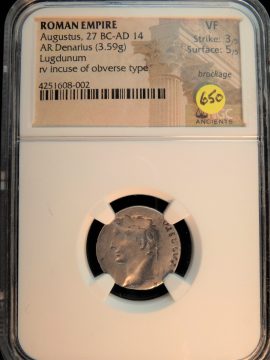 ROMAN EMPIRE
VF
Augustus, 27 BC-AD 14
Strike: 3/5
AR Denarius (3.59g)
Surface: 5/5
Lugdunum
brockage
rv incuse of obverse type
4251608-002
650
NGC
ANCIENTS